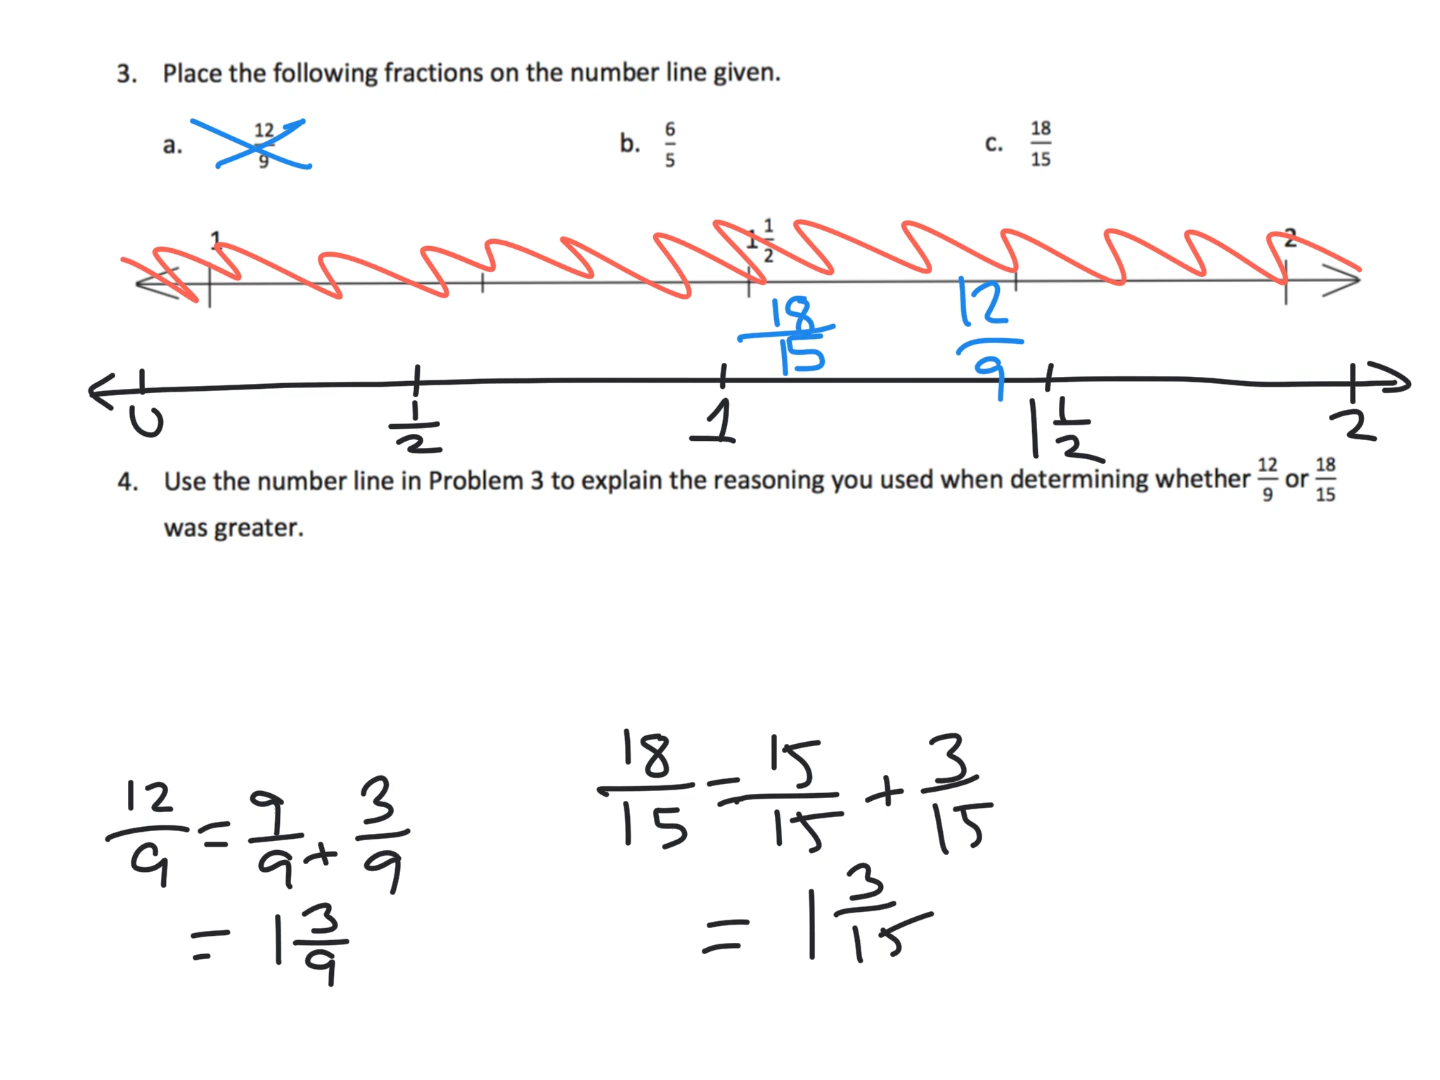 3. Place the following fractions on the number line given.
a. 12/9 b. 6/5 c. 18/15
1 1 1/2 2
18/15 12/9
0 1/2 1 1 1/2 2
4. Use the number line in Problem 3 to explain the reasoning you used when determining whether 12/9 or 18/15
was greater.
18/15 = 15/15 + 3/15
12/9 = 9/9 + 3/9
= 1 3/15
= 1 3/9